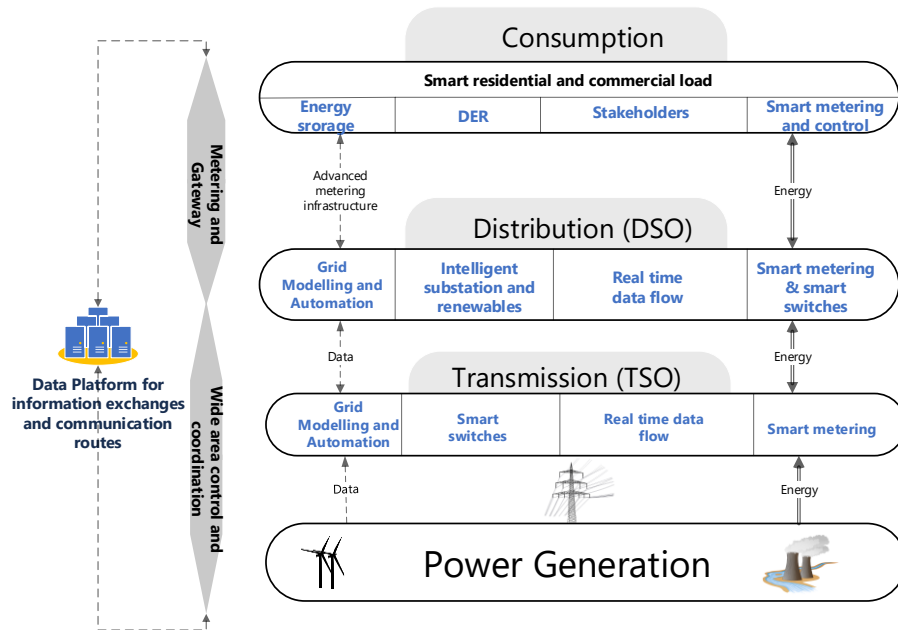 Consumption
Smart residential and commercial load
Energy
srorage
DER
Stakeholders
Smart metering
and control
Metering and
Gateway
Advanced
metering
infrastructure
Energy
Distribution (DSO)
Grid
Modelling and
Automation
Intelligent
substation and
renewables
Real time
data flow
Smart metering
& smart
switches
Data Platform for
information exchanges
and communication
routes
Wide area control and
coordination
Data
Energy
Transmission (TSO)
Grid
Modelling and
Automation
Smart
switches
Real time data
flow
Smart metering
Data
Energy
Power Generation